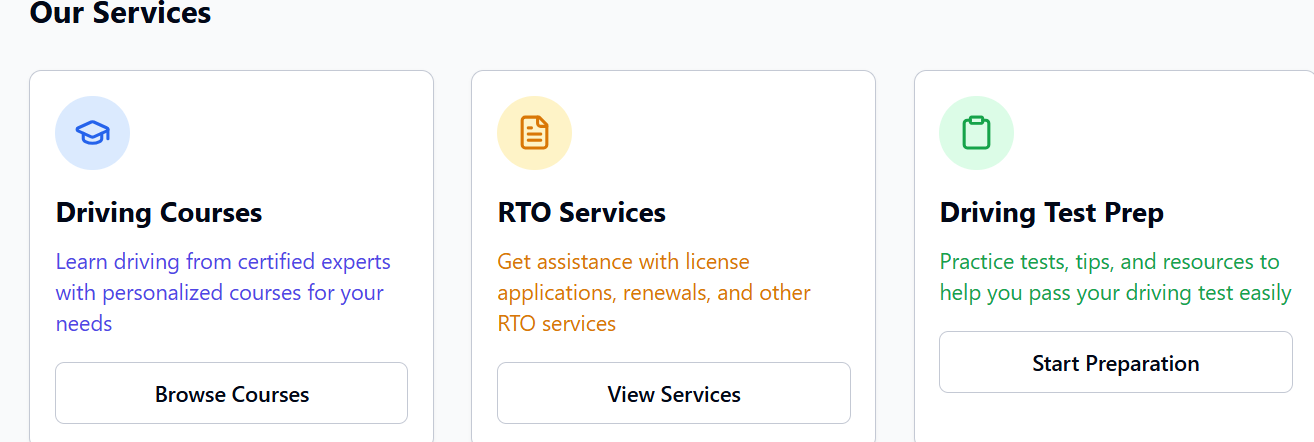 Our Services
Driving Courses
Learn driving from certified experts
with personalized courses for your
needs
Browse Courses
RTO Services
Get assistance with license
applications, renewals, and other
RTO services
View Services
Driving Test Prep
Practice tests, tips, and resources to
help you pass your driving test easily
Start Preparation